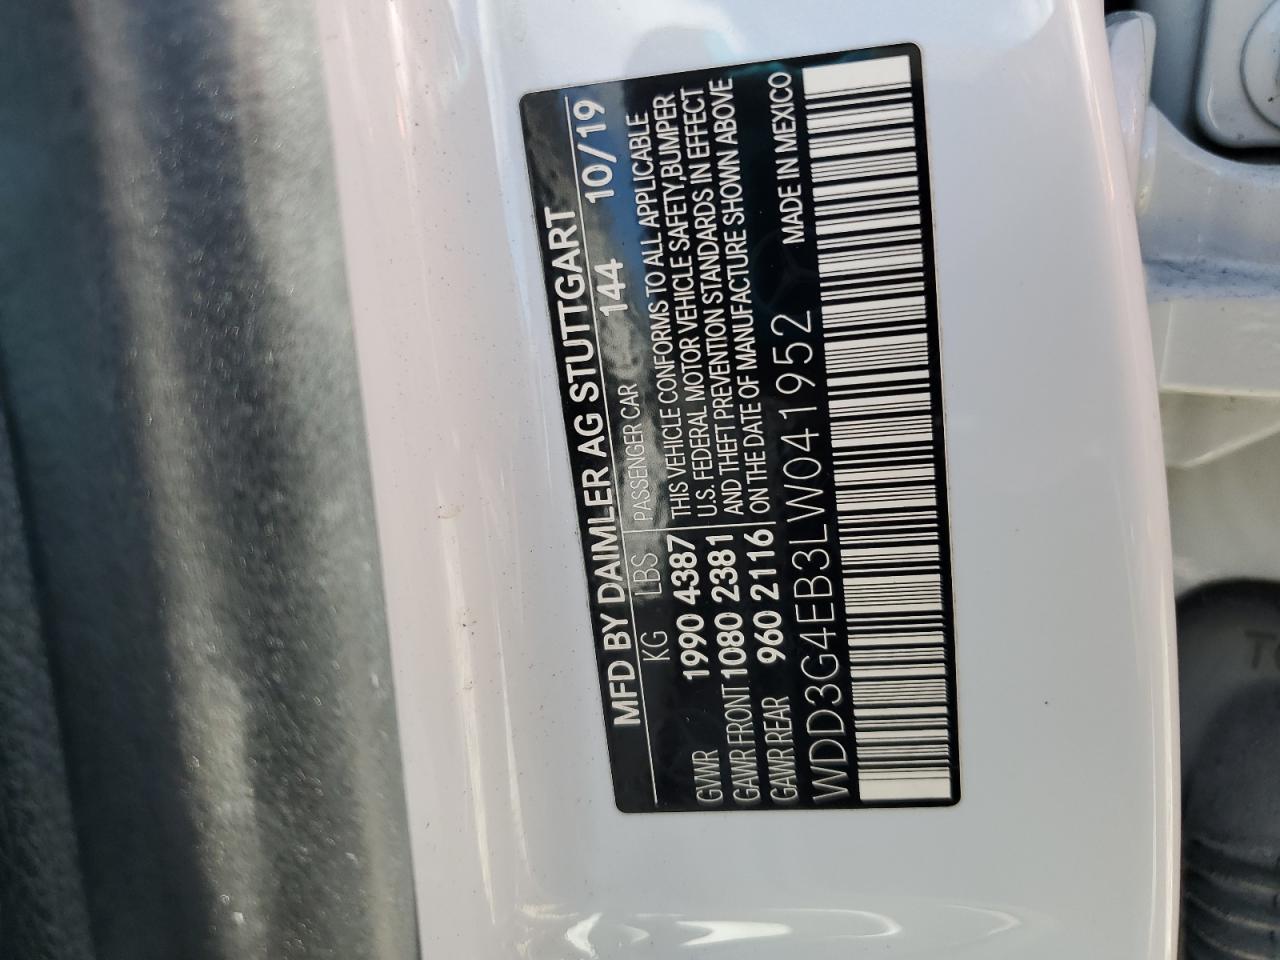 MFD BY DAIMLER AG STUTTGART
144 10/19
KG LBS PASSENGER CAR
GVWR 1990 4387
GAWR FRONT 1080 2381
GAWR REAR 960 2116
THIS VEHICLE CONFORMS TO ALL APPLICABLE
U.S. FEDERAL MOTOR VEHICLE SAFETY,BUMPER
AND THEFT PREVENTION STANDARDS IN EFFECT
ON THE DATE OF MANUFACTURE SHOWN ABOVE
WDD3G4EB3LW041952 MADE IN MEXICO